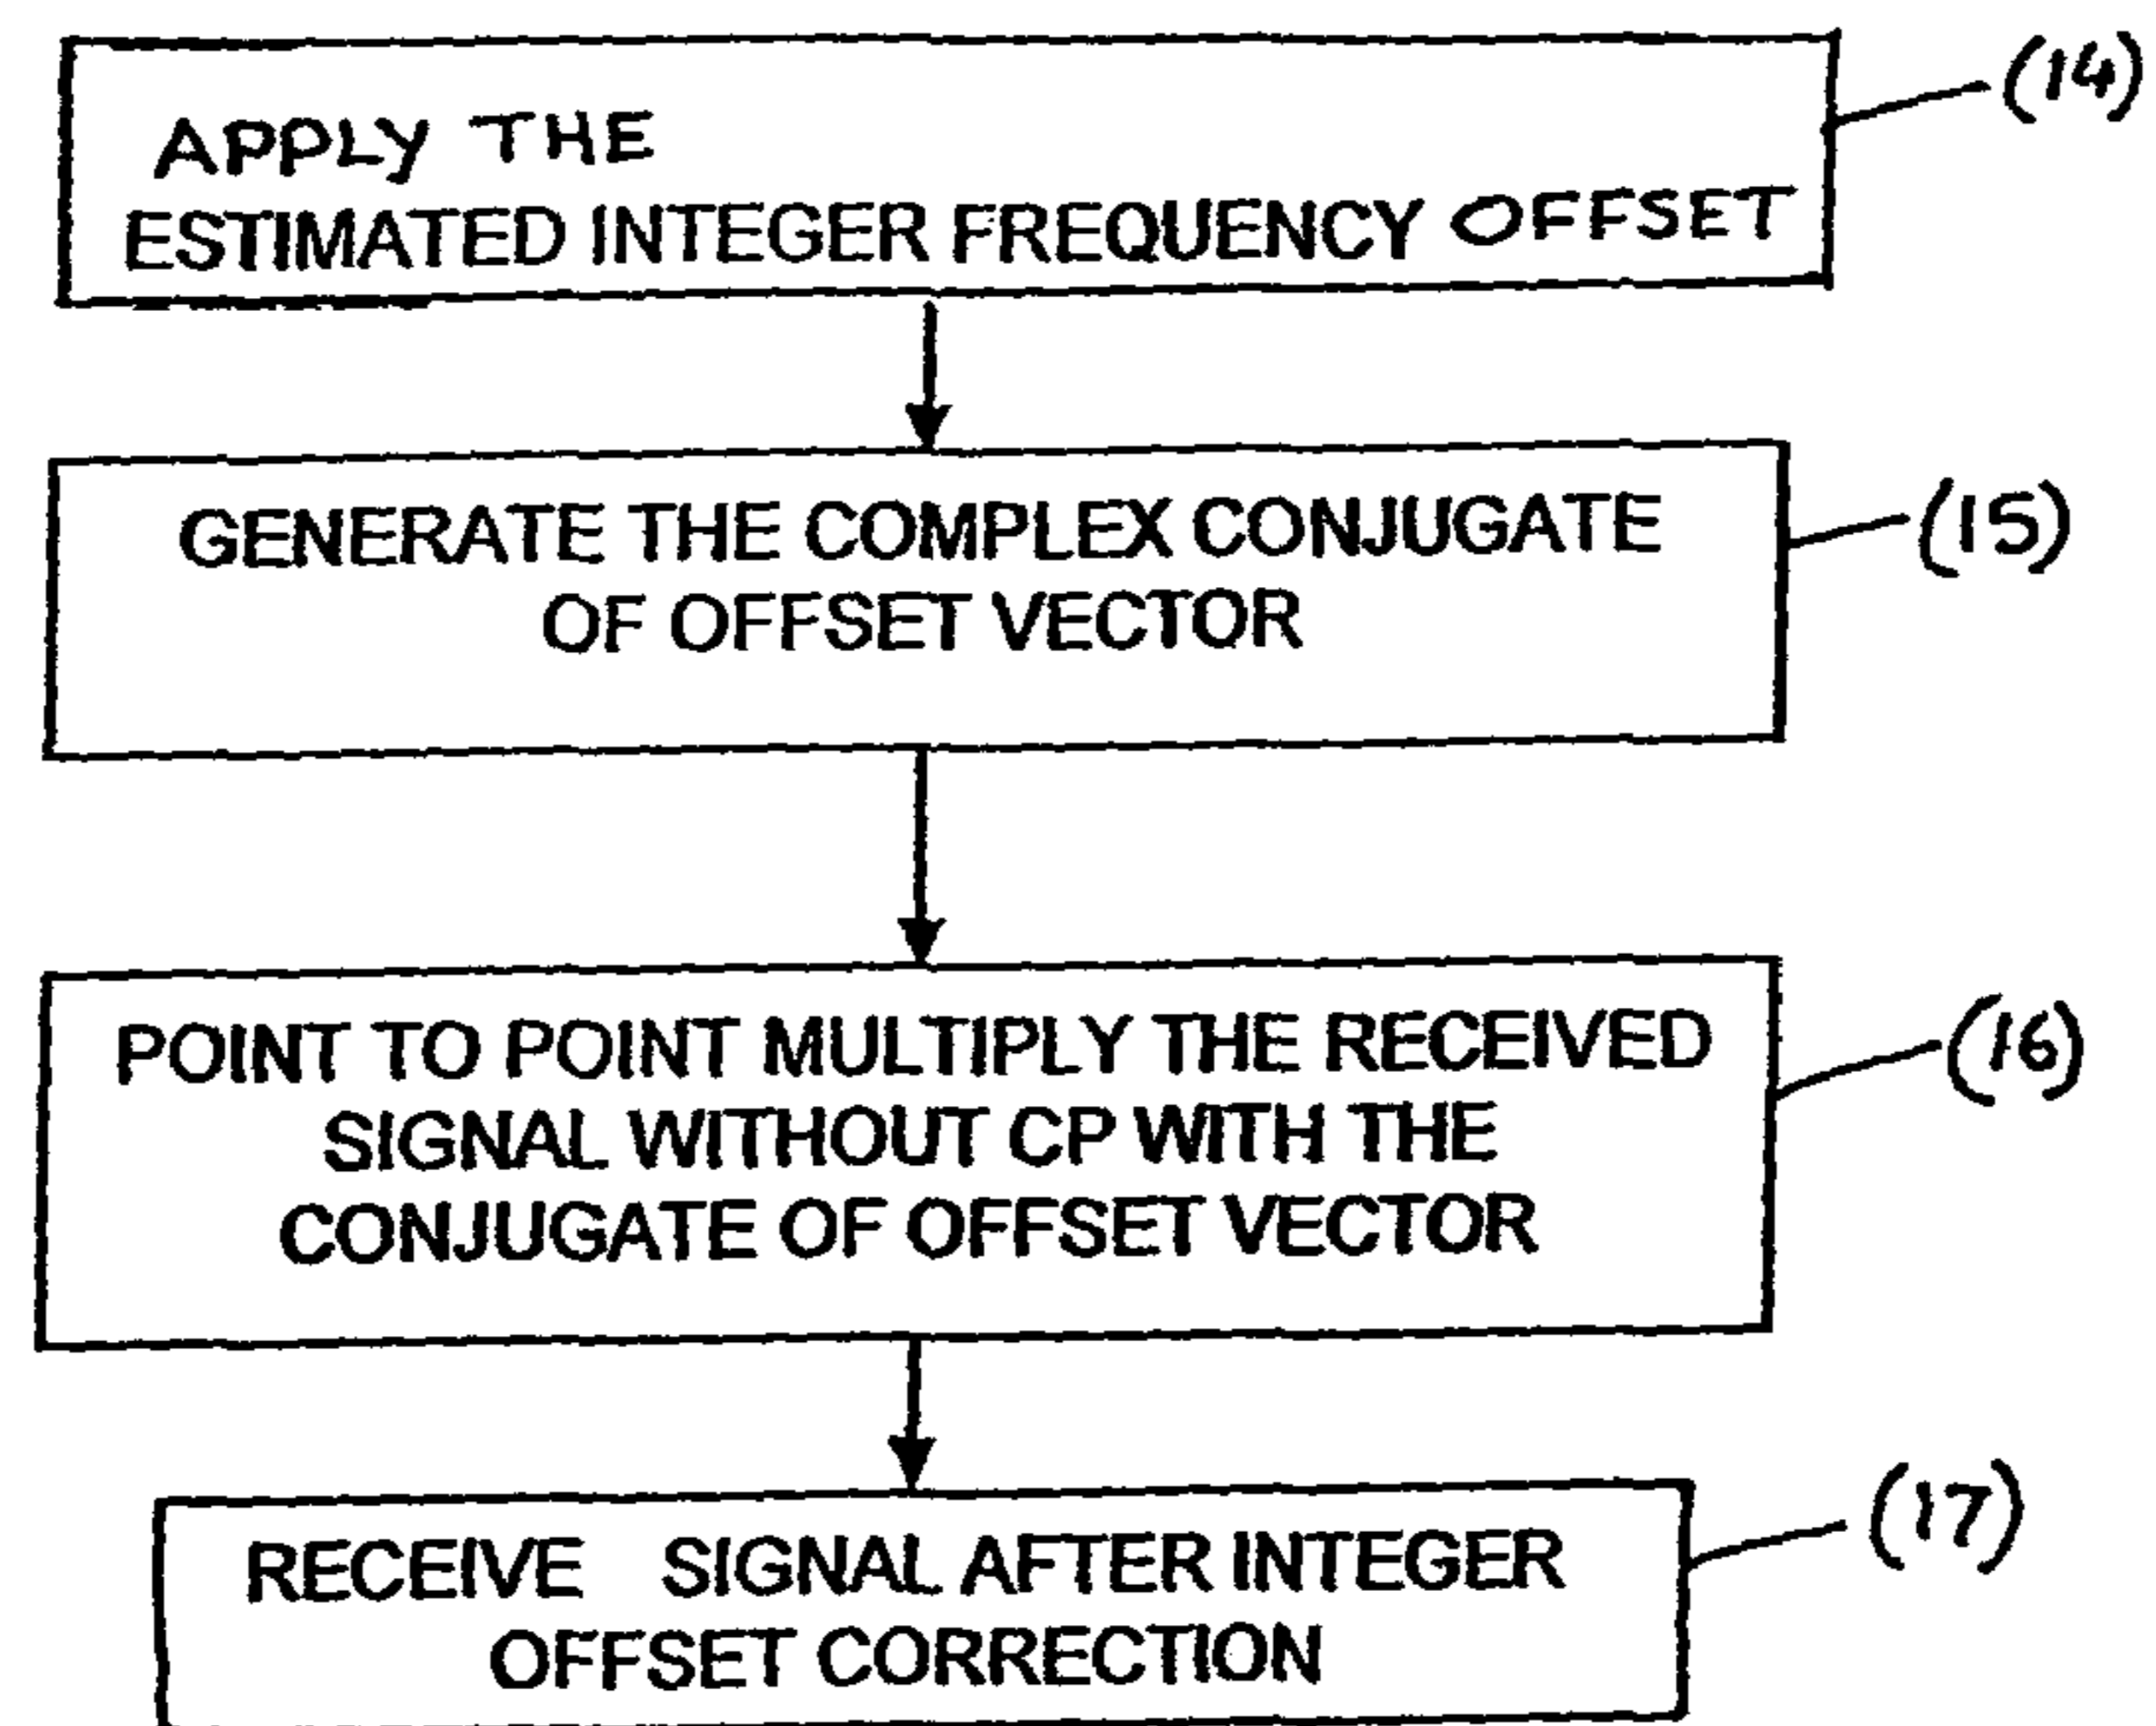 APPLY THE
ESTIMATED INTEGER FREQUENCY OFFSET
(14)
GENERATE THE COMPLEX CONJUGATE
OF OFFSET VECTOR
(15)
POINT TO POINT MULTIPLY THE RECEIVED
SIGNAL WITHOUT CP WITH THE
CONJUGATE OF OFFSET VECTOR
(16)
RECEIVE SIGNAL AFTER INTEGER
OFFSET CORRECTION
(17)